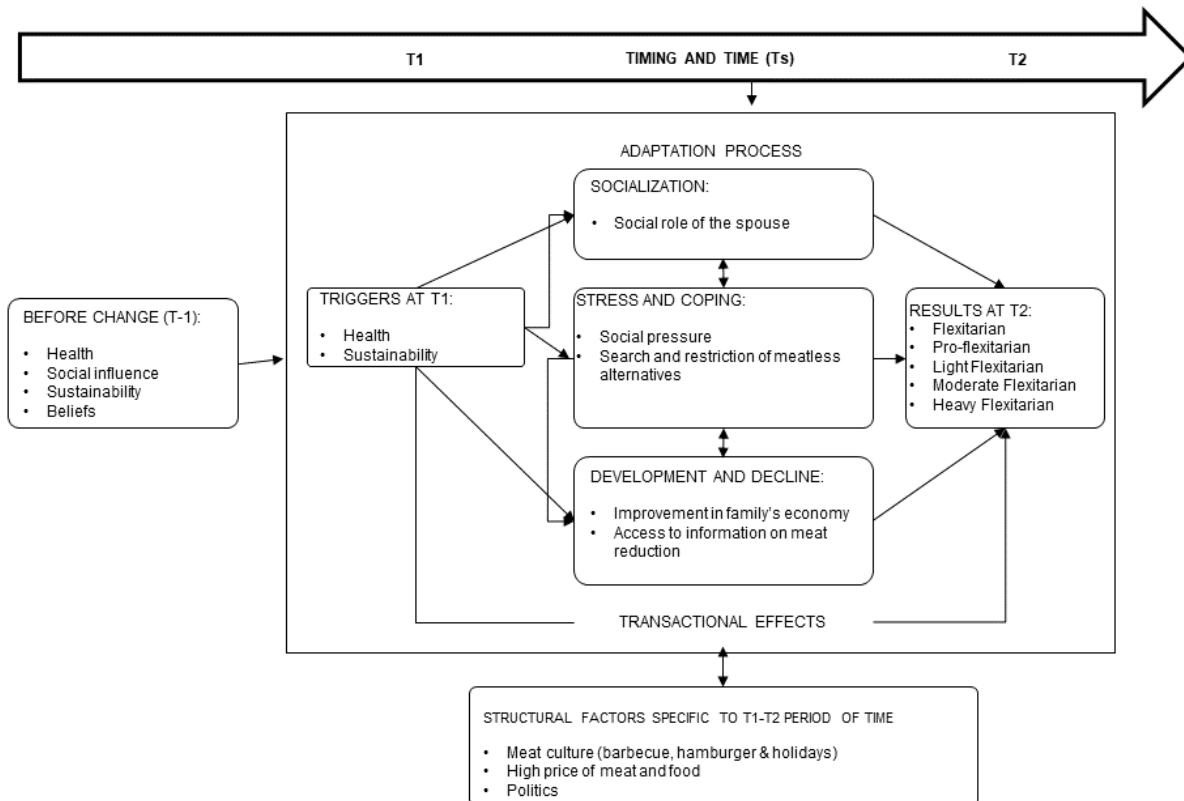 T1 TIMING AND TIME (Ts) T2
ADAPTATION PROCESS
SOCIALIZATION:
• Social role of the spouse
TRIGGERS AT T1:
• Health
• Sustainability
BEFORE CHANGE (T-1):
• Health
• Social influence
• Sustainability
• Beliefs
STRESS AND COPING:
• Social pressure
• Search and restriction of meatless
alternatives
RESULTS AT T2:
• Flexitarian
• Pro-flexitarian
• Light Flexitarian
• Moderate Flexitarian
• Heavy Flexitarian
DEVELOPMENT AND DECLINE:
• Improvement in family's economy
• Access to information on meat
reduction
TRANSACTIONAL EFFECTS
STRUCTURAL FACTORS SPECIFIC TO T1-T2 PERIOD OF TIME
• Meat culture (barbecue, hamburger & holidays)
• High price of meat and food
• Politics